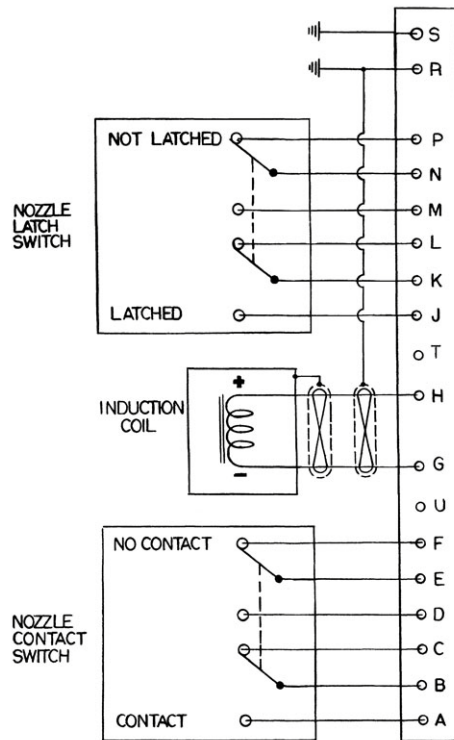 S
R
NOT LATCHED
P
N
NOZZLE
LATCH
SWITCH
M
L
K
LATCHED
J
T
+
H
INDUCTION
COIL
-
G
U
NO CONTACT
F
E
NOZZLE
CONTACT
SWITCH
D
C
B
CONTACT
A